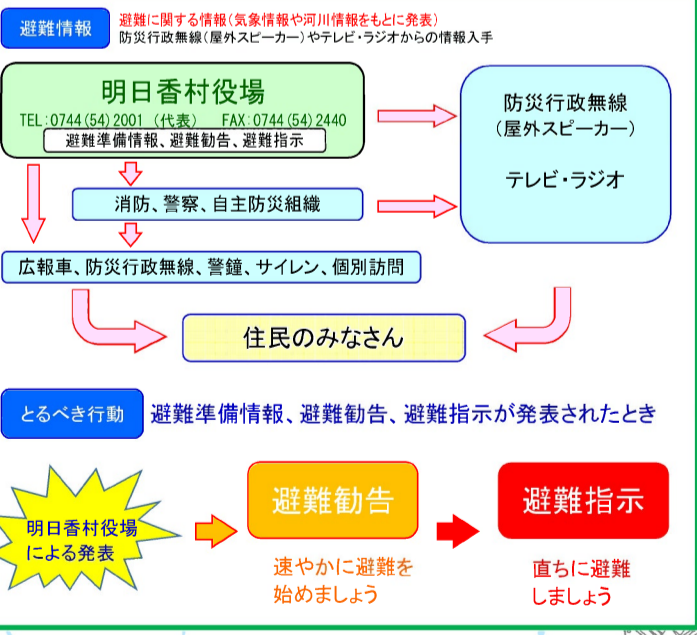 避難情報
避難に関する情報(気象情報や河川情報をもとに発表)
防災行政無線(屋外スピーカー)やテレビ・ラジオからの情報入手
明日香村役場
TEL:0744(54)2001 (代表) FAX:0744(54)2440
避難準備情報、避難勧告、避難指示
防災行政無線
(屋外スピーカー)
テレビ・ラジオ
消防、警察、自主防災組織
広報車、防災行政無線、警鐘、サイレン、個別訪問
住民のみなさん
とるべき行動
避難準備情報、避難勧告、避難指示が発表されたとき
明日香村役場
による発表
避難勧告
避難指示
速やかに避難を
始めましょう
直ちに避難
しましょう